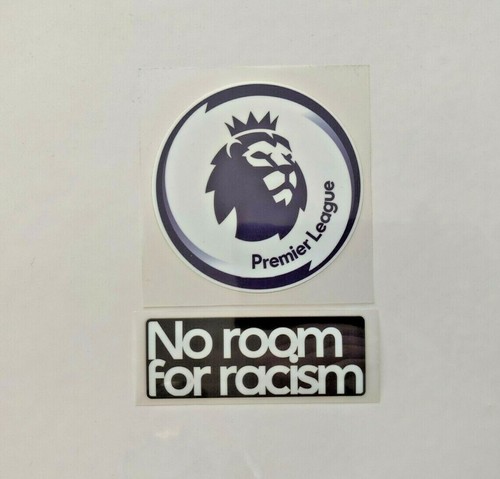 Premier League
No room
for racism